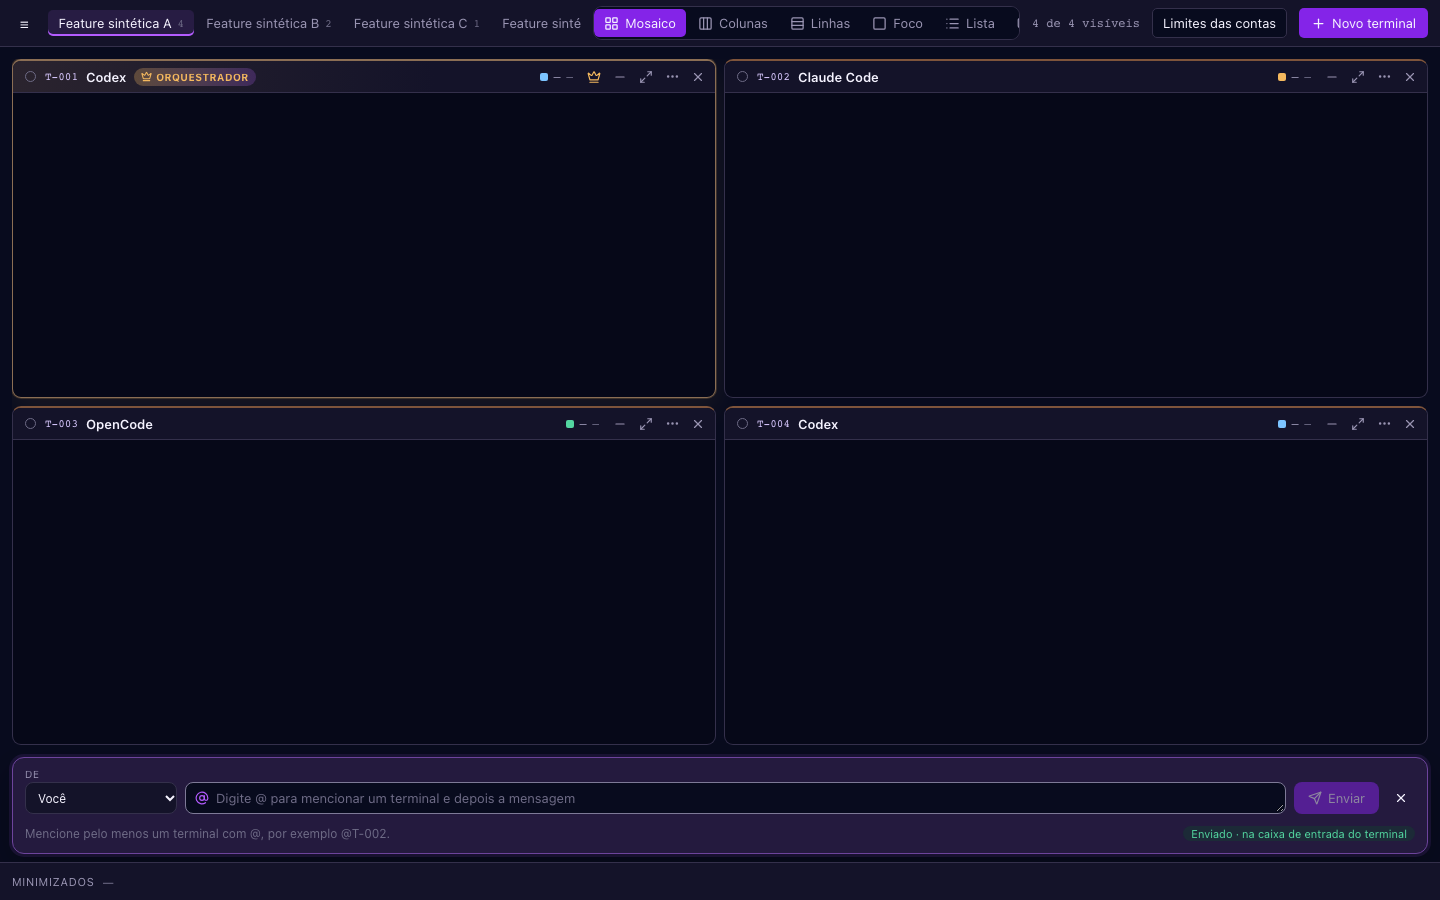 Feature sintética A 4 Feature sintética B 2 Feature sintética C 1 Feature sinté Mosaico Colunas Linhas Foco Lista 4 de 4 visíveis Limites das contas Novo terminal
T-001 Codex ORQUESTRADOR — —
T-002 Claude Code — —
T-003 OpenCode — —
T-004 Codex — —
DE
Você @ Digite @ para mencionar um terminal e depois a mensagem Enviar
Mencione pelo menos um terminal com @, por exemplo @T-002. Enviado · na caixa de entrada do terminal
MINIMIZADOS —